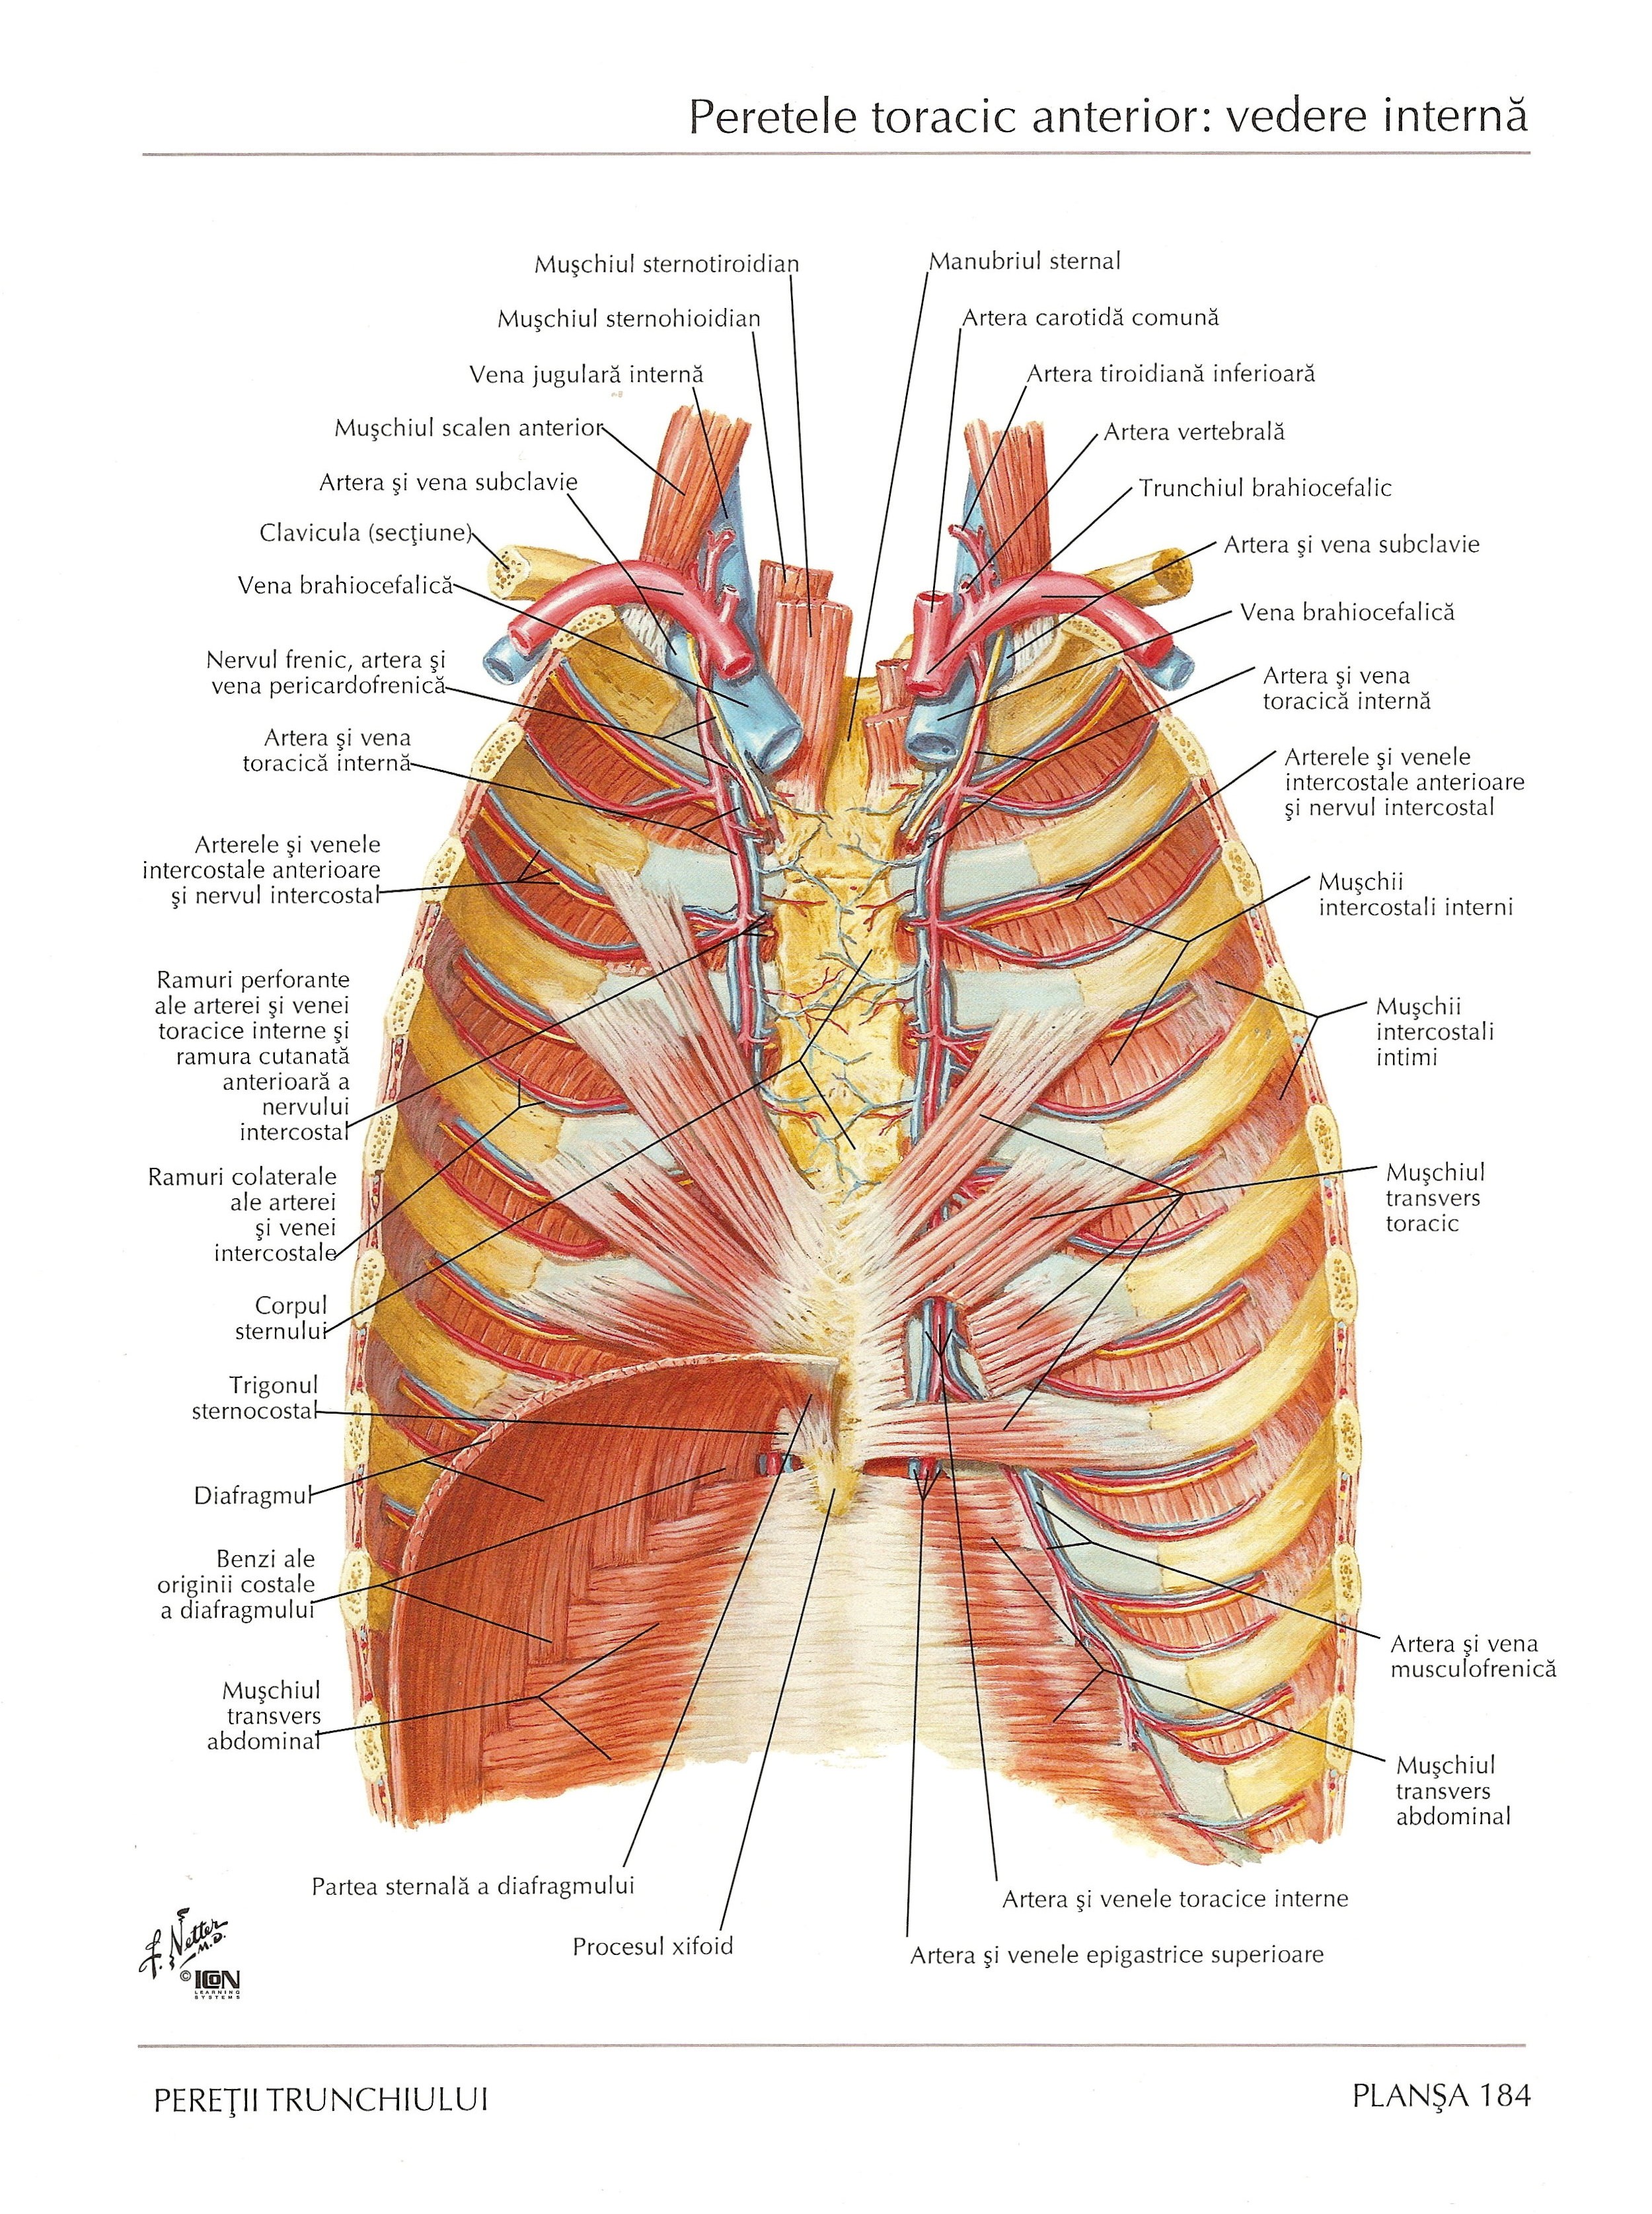 Peretele toracic anterior: vedere internă
Muşchiul sternotiroidian
Muşchiul sternohioidian
Vena jugulară internă
Muşchiul scalen anterior
Artera şi vena subclavie
Clavicula (secţiune)
Vena brahiocefalică
Nervul frenic, artera şi
vena pericardofrenică
Artera şi vena
toracică internă
Arterele şi venele
intercostale anterioare
şi nervul intercostal
Ramuri perforante
ale arterei şi venei
toracice interne şi
ramura cutanată
anterioară a
nervului
intercostal
Ramuri colaterale
ale arterei
şi venei
intercostale
Corpul
sternului
Trigonul
sternocostal
Diafragmul
Benzi ale
originii costale
a diafragmului
Muşchiul
transvers
abdominal
Manubriul sternal
Artera carotidă comună
Artera tiroidiană inferioară
Artera vertebrală
Trunchiul brahiocefalic
Artera şi vena subclavie
Vena brahiocefalică
Artera şi vena
toracică internă
Arterele şi venele
intercostale anterioare
şi nervul intercostal
Muşchii
intercostali interni
Muşchii
intercostali
intimi
Muşchiul
transvers
toracic
Artera şi vena
musculofrenică
Muşchiul
transvers
abdominal
Partea sternală a diafragmului
Procesul xifoid
Artera şi venele toracice interne
Artera şi venele epigastrice superioare
F. Netter
M.D.
© ICON
LEARNING
SYSTEMS
PEREŢII TRUNCHIULUI
PLANŞA 184